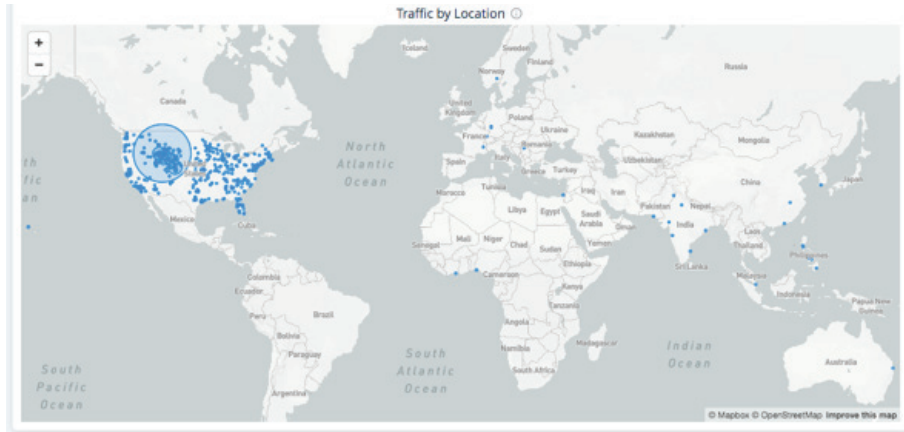 Traffic by Location
+
−
Iceland
Sweden
Finland
Norway
Russia
Canada
United
Kingdom
Poland
Ukraine
France
Romania
Kazakhstan
Mongolia
North
Atlantic
Ocean
Spain
Italy
Greece
Turkey
Uzbekistan
China
Japan
Morocco
Tunisia
Iraq
Iran
Pakistan
Nepal
Mexico
Cuba
Libya
Egypt
Saudi
Arabia
Oman
India
Laos
Thailand
Philippines
Senegal
Mali
Niger
Chad
Sudan
Yemen
Ethiopia
Sri Lanka
Malaysia
Colombia
Ecuador
Cameroon
Kenya
Indonesia
Papua New
Guinea
Peru
Brazil
Tanzania
Angola
Bolivia
Paraguay
Namibia
Madagascar
South Africa
Argentina
South
Pacific
Ocean
South
Atlantic
Ocean
Indian
Ocean
Australia
© Mapbox © OpenStreetMap Improve this map